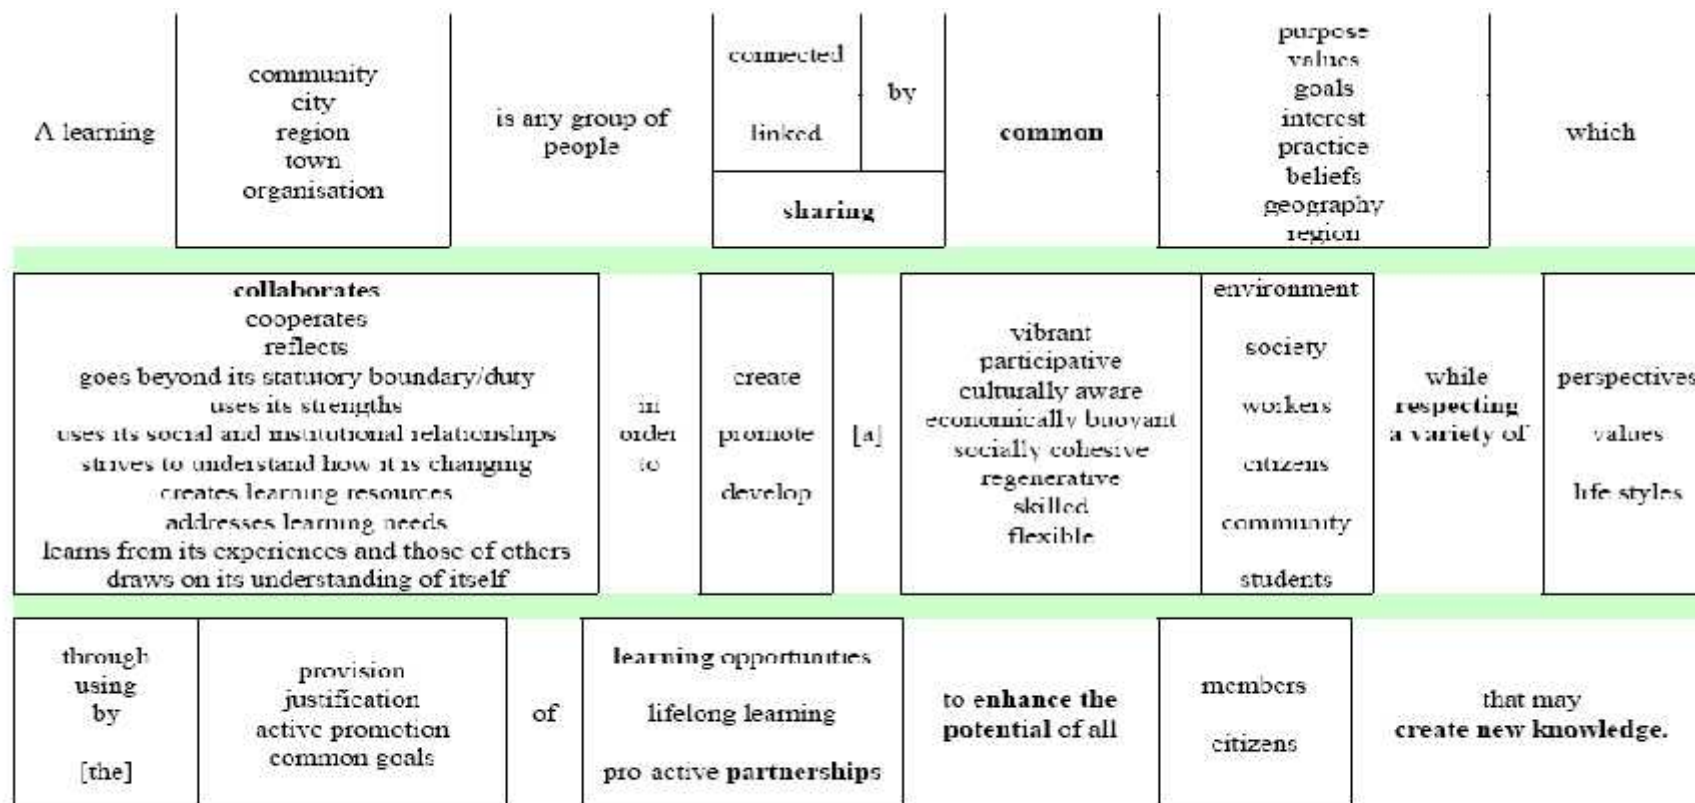 A learning
community
city
region
town
organisation
is any group of
people
connected
linked
by
sharing
common
purpose
values
goals
interest
practice
beliefs
geography
region
which
collaborates
cooperates
reflects
goes beyond its statutory boundary/duty
uses its strengths
uses its social and institutional relationships
strives to understand how it is changing
creates learning resources
addresses learning needs
learns from its experiences and those of others
draws on its understanding of itself
in
order
to
create
promote
develop
[a]
vibrant
participative
culturally aware
economically buoyant
socially cohesive
regenerative
skilled
flexible
environment
society
workers
citizens
community
students
while
respecting
a variety of
perspectives
values
life styles
through
using
by
[the]
provision
justification
active promotion
common goals
of
learning opportunities
lifelong learning
pro active partnerships
to enhance the
potential of all
members
citizens
that may
create new knowledge.